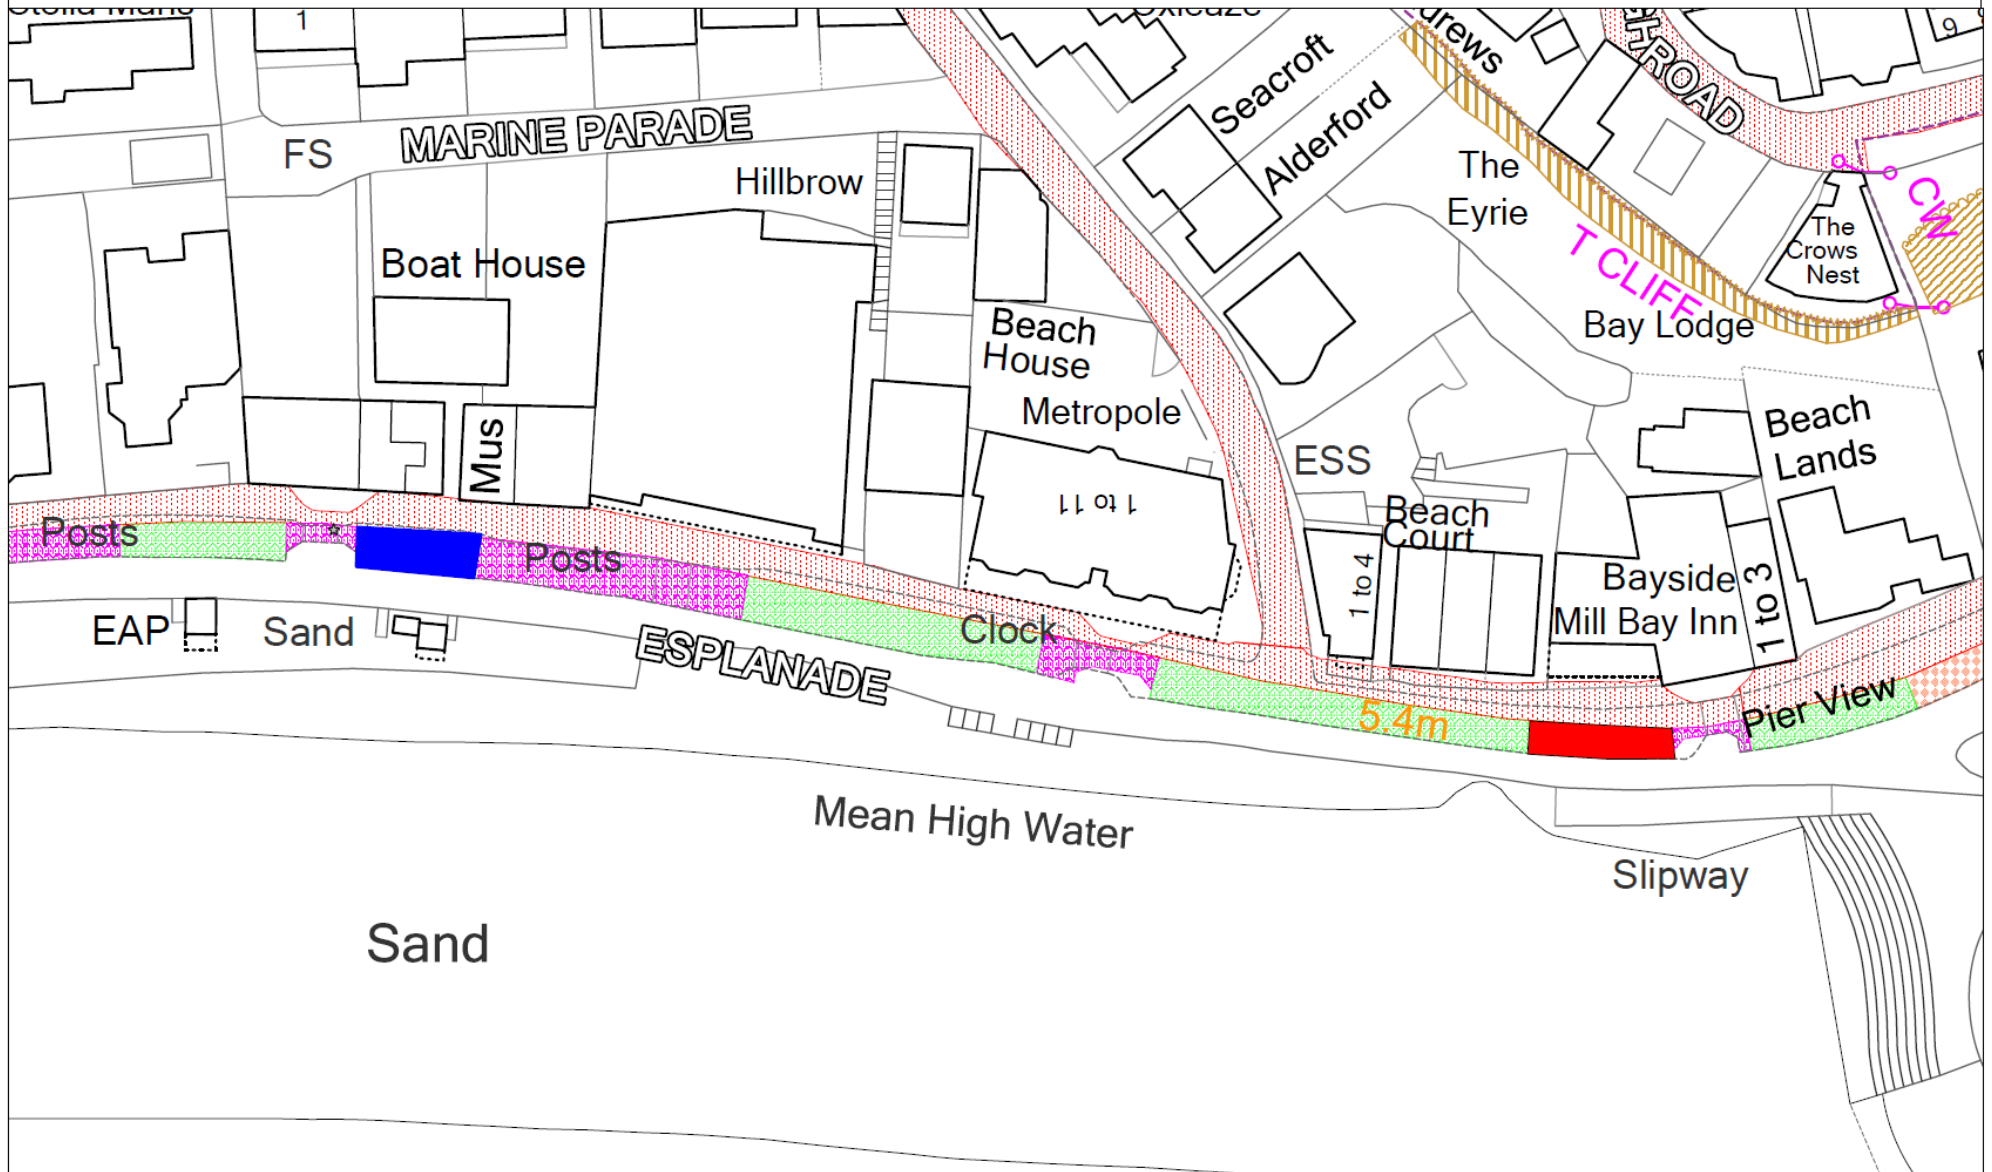 1
9
MARINE PARADE
FS
Hillbrow
Seacroft
Alderford
The
Eyrie
T CLIFF
CW
The
Crows
Nest
Bay Lodge
Boat House
Beach
House
Metropole
Mus
1 to 11
ESS
Beach
Court
1 to 4
Beach
Lands
Bayside
Mill Bay Inn
1 to 3
Posts
Posts
EAP
Sand
Clock
ESPLANADE
5.4m
Pier View
Mean High Water
Slipway
Sand